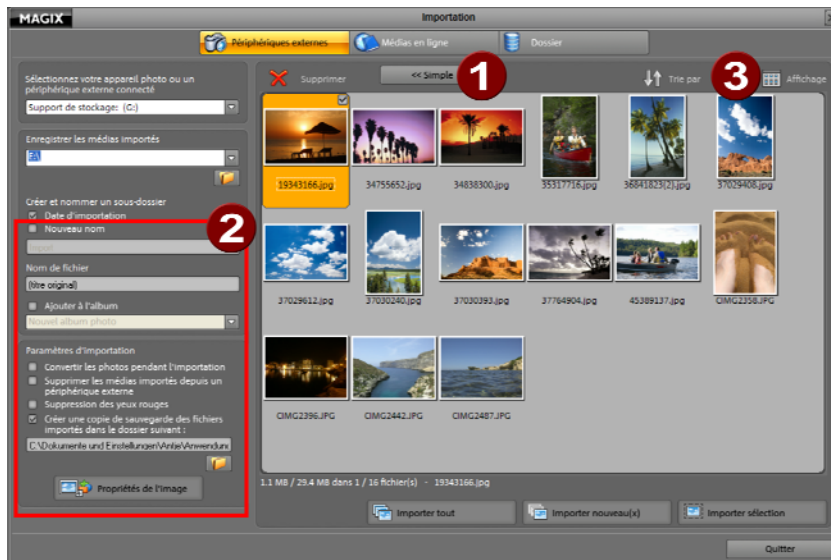 MAGIX
Importation
Périphériques externes
Médias en ligne
Dossier
Sélectionnez votre appareil photo ou un
périphérique externe connecté
Support de stockage: (G:)
Enregistrer les médias importés
E:\
Créer et nommer un sous-dossier
Date d'importation
Nouveau nom
Import
2
Nom de fichier
(titre original)
Ajouter à l'album
Nouvel album photo
Paramètres d'importation
Convertir les photos pendant l'importation
Supprimer les médias importés depuis un
périphérique externe
Suppression des yeux rouges
Créer une copie de sauvegarde des fichiers
importés dans le dossier suivant :
C:\Dokumente und Einstellungen\Antje\Anwendun
Propriétés de l'image
Supprimer
<< Simple
1
Trie par
3
Affichage
19343166.jpg
34755652.jpg
34838300.jpg
35317716.jpg
36841823(2).jpg
37029408.jpg
37029612.jpg
37030240.jpg
37030393.jpg
37764904.jpg
45389137.jpg
CIMG2358.JPG
CIMG2396.JPG
CIMG2442.JPG
CIMG2487.JPG
1.1 MB / 29.4 MB dans 1 / 16 fichier(s) - 19343166.jpg
Importer tout
Importer nouveau(x)
Importer sélection
Quitter